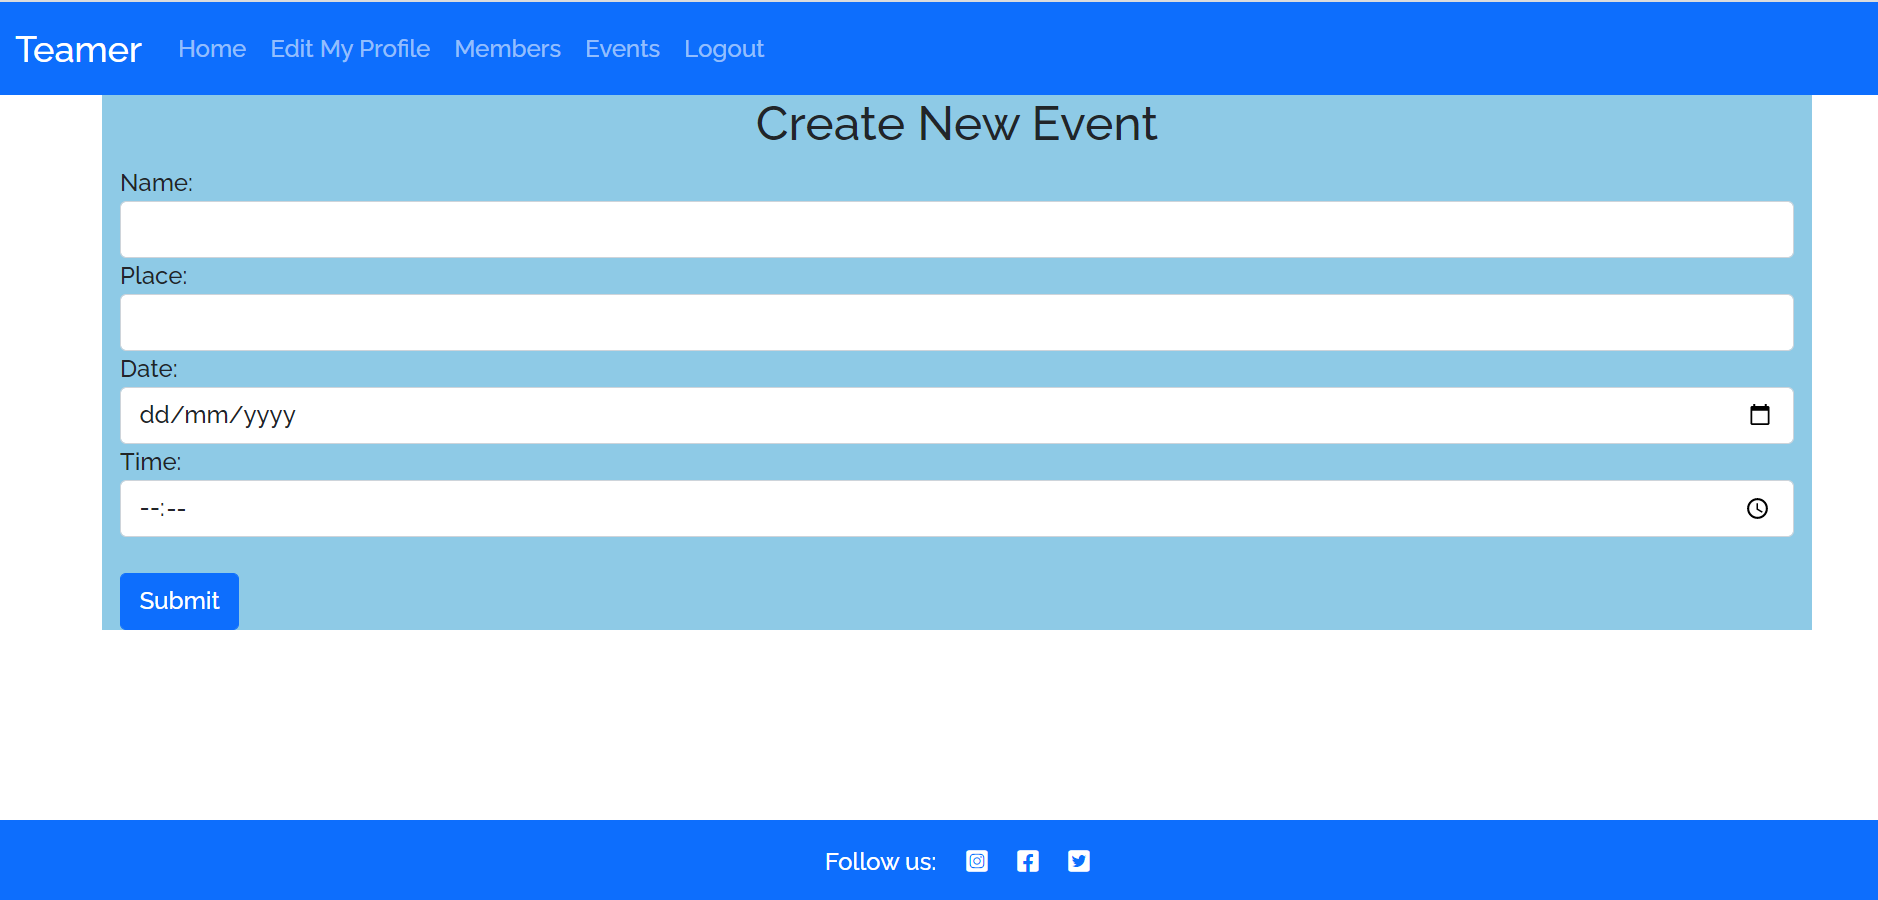 Teamer Home Edit My Profile Members Events Logout
Create New Event
Name:
Place:
Date:
dd/mm/yyyy
Time:
--:--
Submit
Follow us: